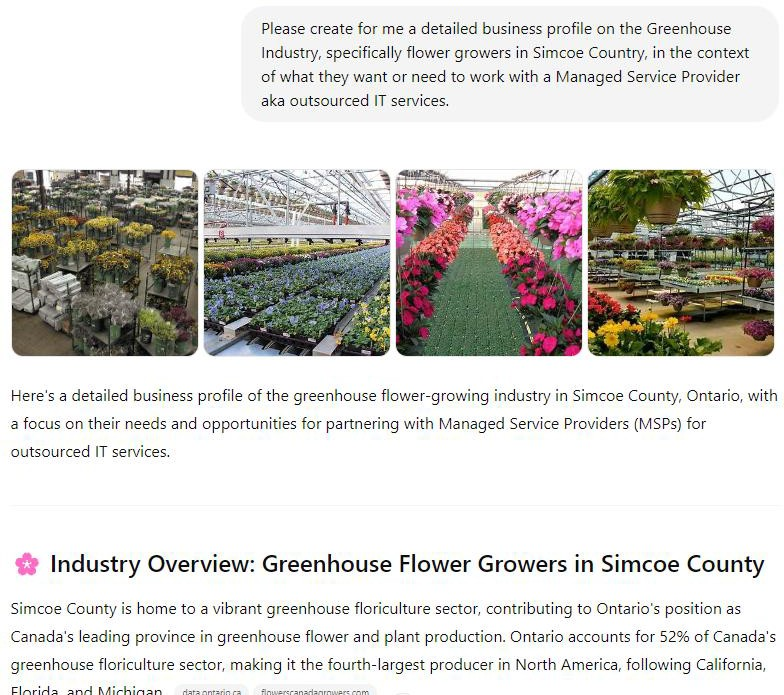 Please create for me a detailed business profile on the Greenhouse
Industry, specifically flower growers in Simcoe Country, in the context
of what they want or need to work with a Managed Service Provider
aka outsourced IT services.
Here's a detailed business profile of the greenhouse flower-growing industry in Simcoe County, Ontario, with
a focus on their needs and opportunities for partnering with Managed Service Providers (MSPs) for
outsourced IT services.
Industry Overview: Greenhouse Flower Growers in Simcoe County
Simcoe County is home to a vibrant greenhouse floriculture sector, contributing to Ontario's position as
Canada's leading province in greenhouse flower and plant production. Ontario accounts for 52% of Canada's
greenhouse floriculture sector, making it the fourth-largest producer in North America, following California,
Florida, and Michigan. data.ontario.ca flowerscanadagrowers.com